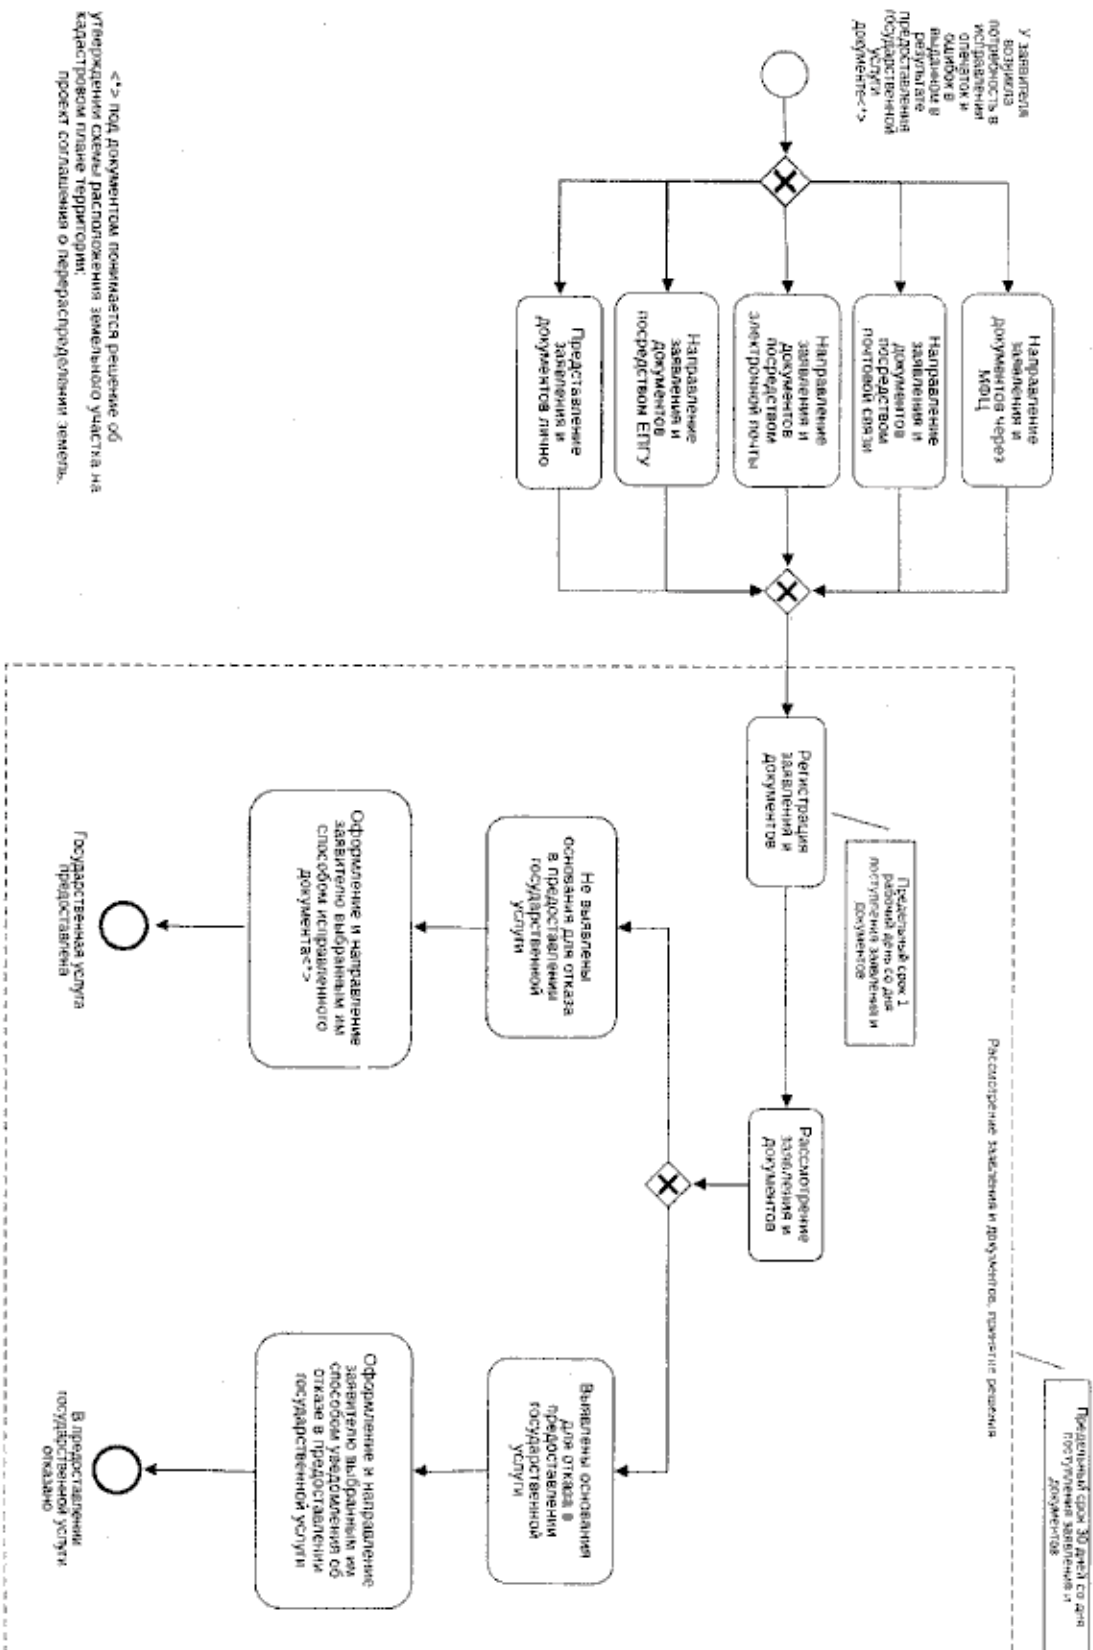 У заявителя
возникла
потребность в
исправлении
опечаток и
ошибок в
выданном в
результате
предоставления
государственной
услуги
документе<*>
Направление
заявления и
документов через
МФЦ
Направление
заявления и
документов
посредством
почтовой связи
Направление
заявления и
документов
посредством
электронной почты
Направление
заявления и
документов
посредством ЕПГУ
Представление
заявления и
документов лично
Регистрация
заявления и
документов
Предельный срок 1
рабочий день со дня
поступления заявления и
документов
Рассмотрение заявления и документов, принятие решения
Предельный срок 30 дней со дня
поступления заявления и
документов
Рассмотрение
заявления и
документов
Не выявлены
основания для отказа
в предоставлении
государственной
услуги
Оформление и направление
заявителю выбранным им
способом исправленного
документа<*>
Государственная услуга
предоставлена
Выявлены основания
для отказа в
предоставлении
государственной
услуги
Оформление и направление
заявителю выбранным им
способом уведомления об
отказе в предоставлении
государственной услуги
В предоставлении
государственной услуги
отказано
<*> под документом понимается решение об
утверждении схемы расположения земельного участка на
кадастровом плане территории;
проект соглашения о перераспределении земель.